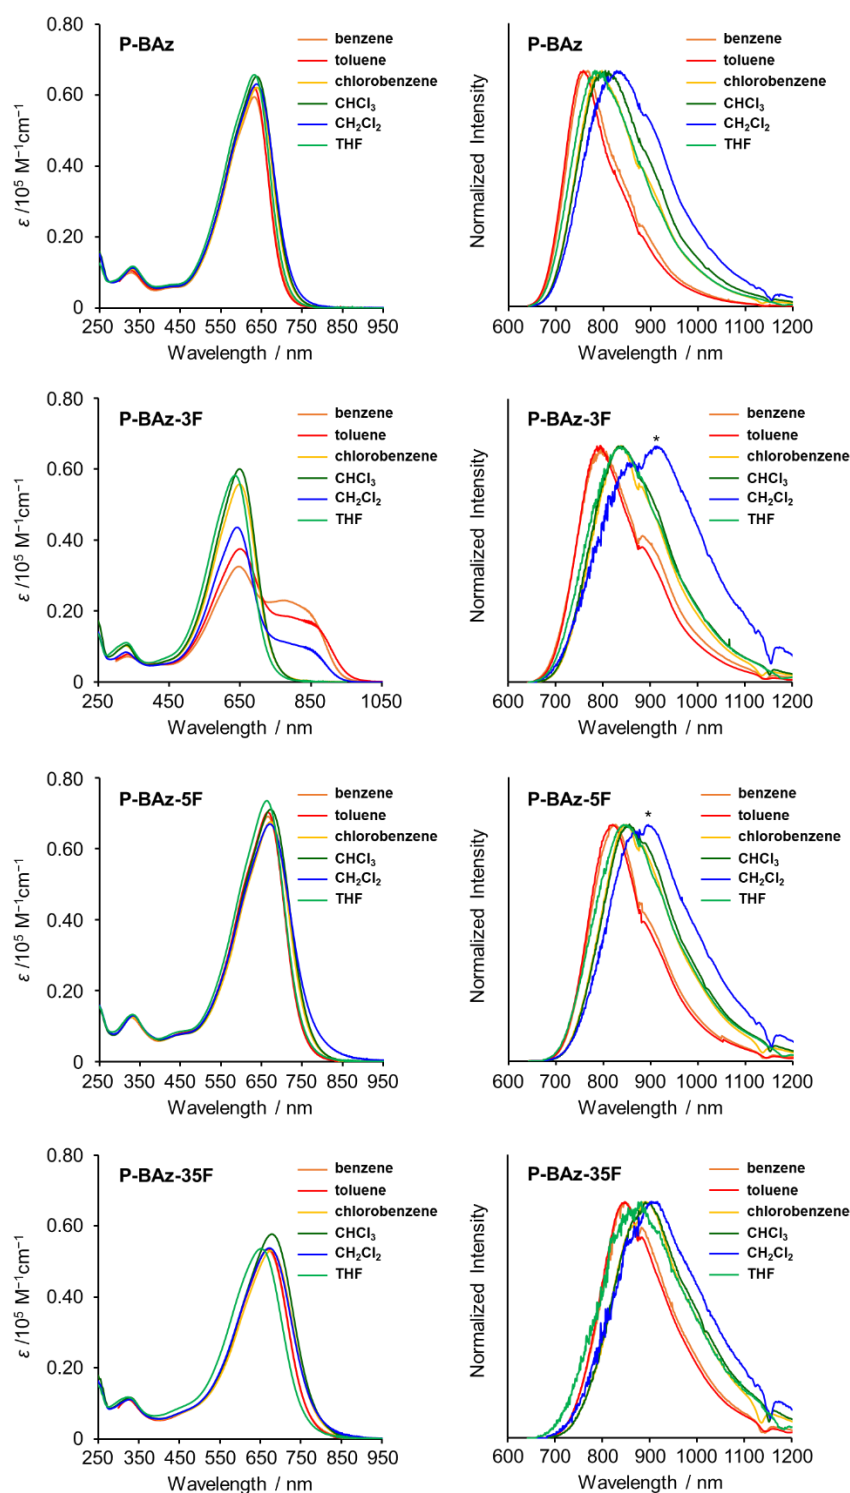 P-BAz
benzene
toluene
chlorobenzene
CHCl₃
CH₂Cl₂
THF
ε /10⁵ M⁻¹cm⁻¹
0.80
0.60
0.40
0.20
0
250 350 450 550 650 750 850 950
Wavelength / nm
P-BAz
benzene
toluene
chlorobenzene
CHCl₃
CH₂Cl₂
THF
Normalized Intensity
600 700 800 900 1000 1100 1200
Wavelength / nm
P-BAz-3F
benzene
toluene
chlorobenzene
CHCl₃
CH₂Cl₂
THF
ε /10⁵ M⁻¹cm⁻¹
0.80
0.60
0.40
0.20
0
250 450 650 850 1050
Wavelength / nm
P-BAz-3F
*
benzene
toluene
chlorobenzene
CHCl₃
CH₂Cl₂
THF
Normalized Intensity
600 700 800 900 1000 1100 1200
Wavelength / nm
P-BAz-5F
benzene
toluene
chlorobenzene
CHCl₃
CH₂Cl₂
THF
ε /10⁵ M⁻¹cm⁻¹
0.80
0.60
0.40
0.20
0
250 350 450 550 650 750 850 950
Wavelength / nm
P-BAz-5F
*
benzene
toluene
chlorobenzene
CHCl₃
CH₂Cl₂
THF
Normalized Intensity
600 700 800 900 1000 1100 1200
Wavelength / nm
P-BAz-35F
benzene
toluene
chlorobenzene
CHCl₃
CH₂Cl₂
THF
ε /10⁵ M⁻¹cm⁻¹
0.80
0.60
0.40
0.20
0
250 350 450 550 650 750 850 950
Wavelength / nm
P-BAz-35F
benzene
toluene
chlorobenzene
CHCl₃
CH₂Cl₂
THF
Normalized Intensity
600 700 800 900 1000 1100 1200
Wavelength / nm